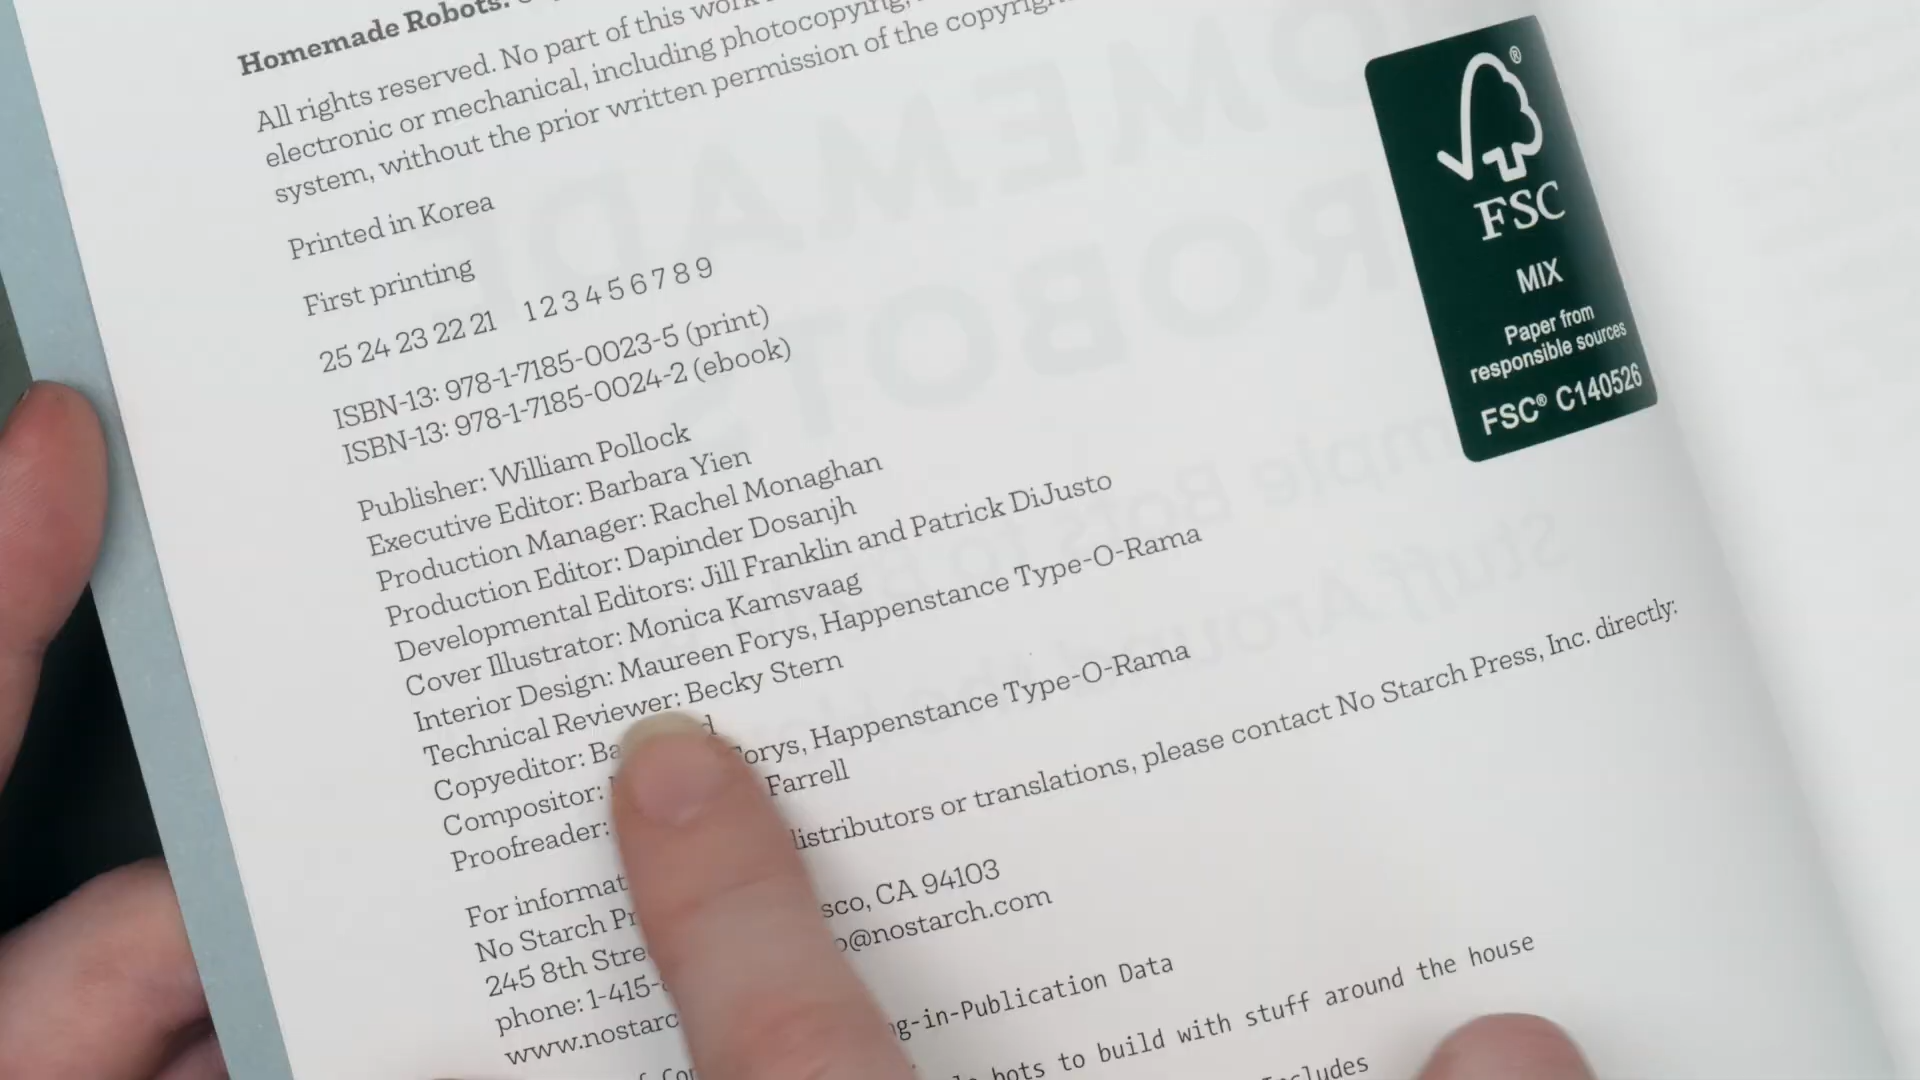 Homemade Robots.
All rights reserved. No part of this work
electronic or mechanical, including photocopying,
system, without the prior written permission of the copyright
Printed in Korea
First printing
25 24 23 22 21 1 2 3 4 5 6 7 8 9
ISBN-13: 978-1-7185-0023-5 (print)
ISBN-13: 978-1-7185-0024-2 (ebook)
Publisher: William Pollock
Executive Editor: Barbara Yien
Production Manager: Rachel Monaghan
Production Editor: Dapinder Dosanjh
Developmental Editors: Jill Franklin and Patrick DiJusto
Cover Illustrator: Monica Kamsvaag
Interior Design: Maureen Forys, Happenstance Type-O-Rama
Technical Reviewer: Becky Stern
Copyeditor:
Compositor: Forys, Happenstance Type-O-Rama
Proofreader: Farrell
For distributors or translations, please contact No Starch Press, Inc. directly:
No Starch CA 94103
245 8th
phone: 1-415- @nostarch.com
-in-Publication Data
bots to build with stuff around the house
FSC
MIX
Paper from
responsible sources
FSC® C140526